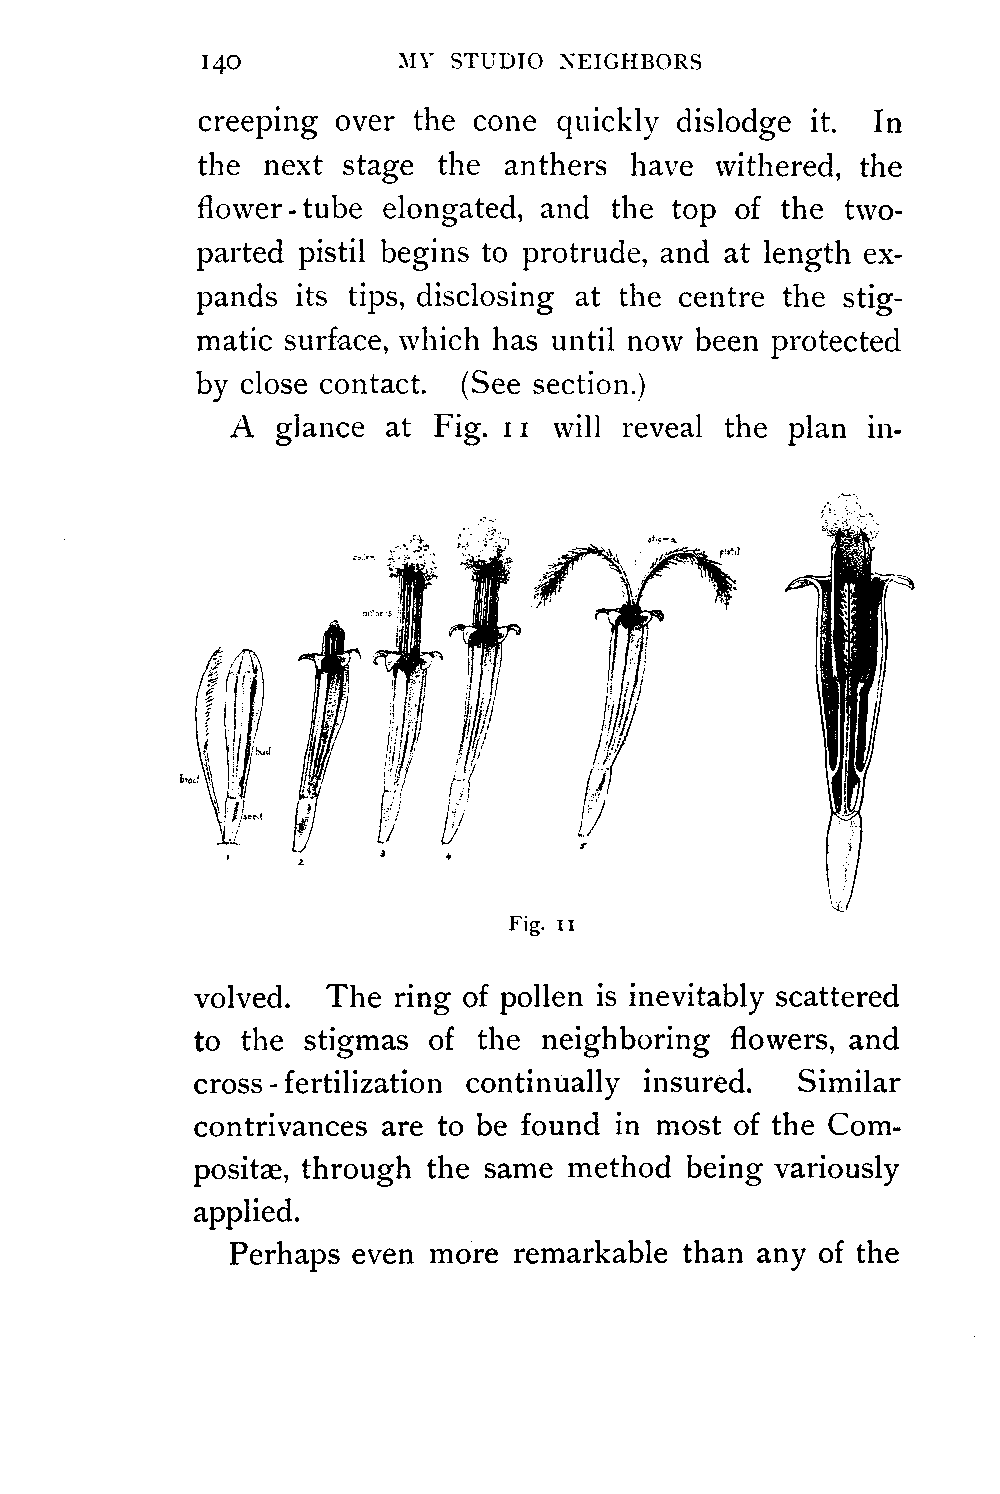 140 MY STUDIO NEIGHBORS
creeping over the cone quickly dislodge it. In
the next stage the anthers have withered, the
flower-tube elongated, and the top of the two-
parted pistil begins to protrude, and at length ex-
pands its tips, disclosing at the centre the stig-
matic surface, which has until now been protected
by close contact. (See section.)
A glance at Fig. 11 will reveal the plan in-
stigma
pistil
pollen
anthers
bud
bract
seed
1 2 3 4 5
Fig. 11
volved. The ring of pollen is inevitably scattered
to the stigmas of the neighboring flowers, and
cross-fertilization continually insured. Similar
contrivances are to be found in most of the Com-
positæ, through the same method being variously
applied.
Perhaps even more remarkable than any of the